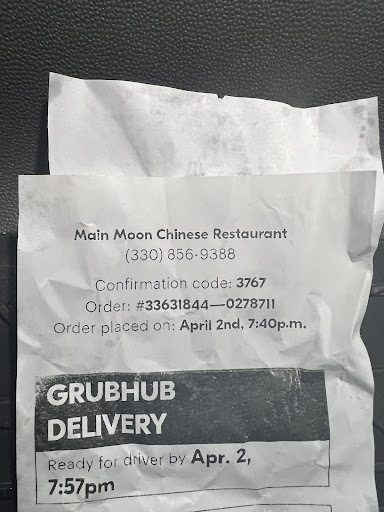 Main Moon Chinese Restaurant
(330) 856-9388
Confirmation code: 3767
Order: #33631844—0278711
Order placed on: April 2nd, 7:40p.m.
GRUBHUB
DELIVERY
Ready for driver by Apr. 2,
7:57pm